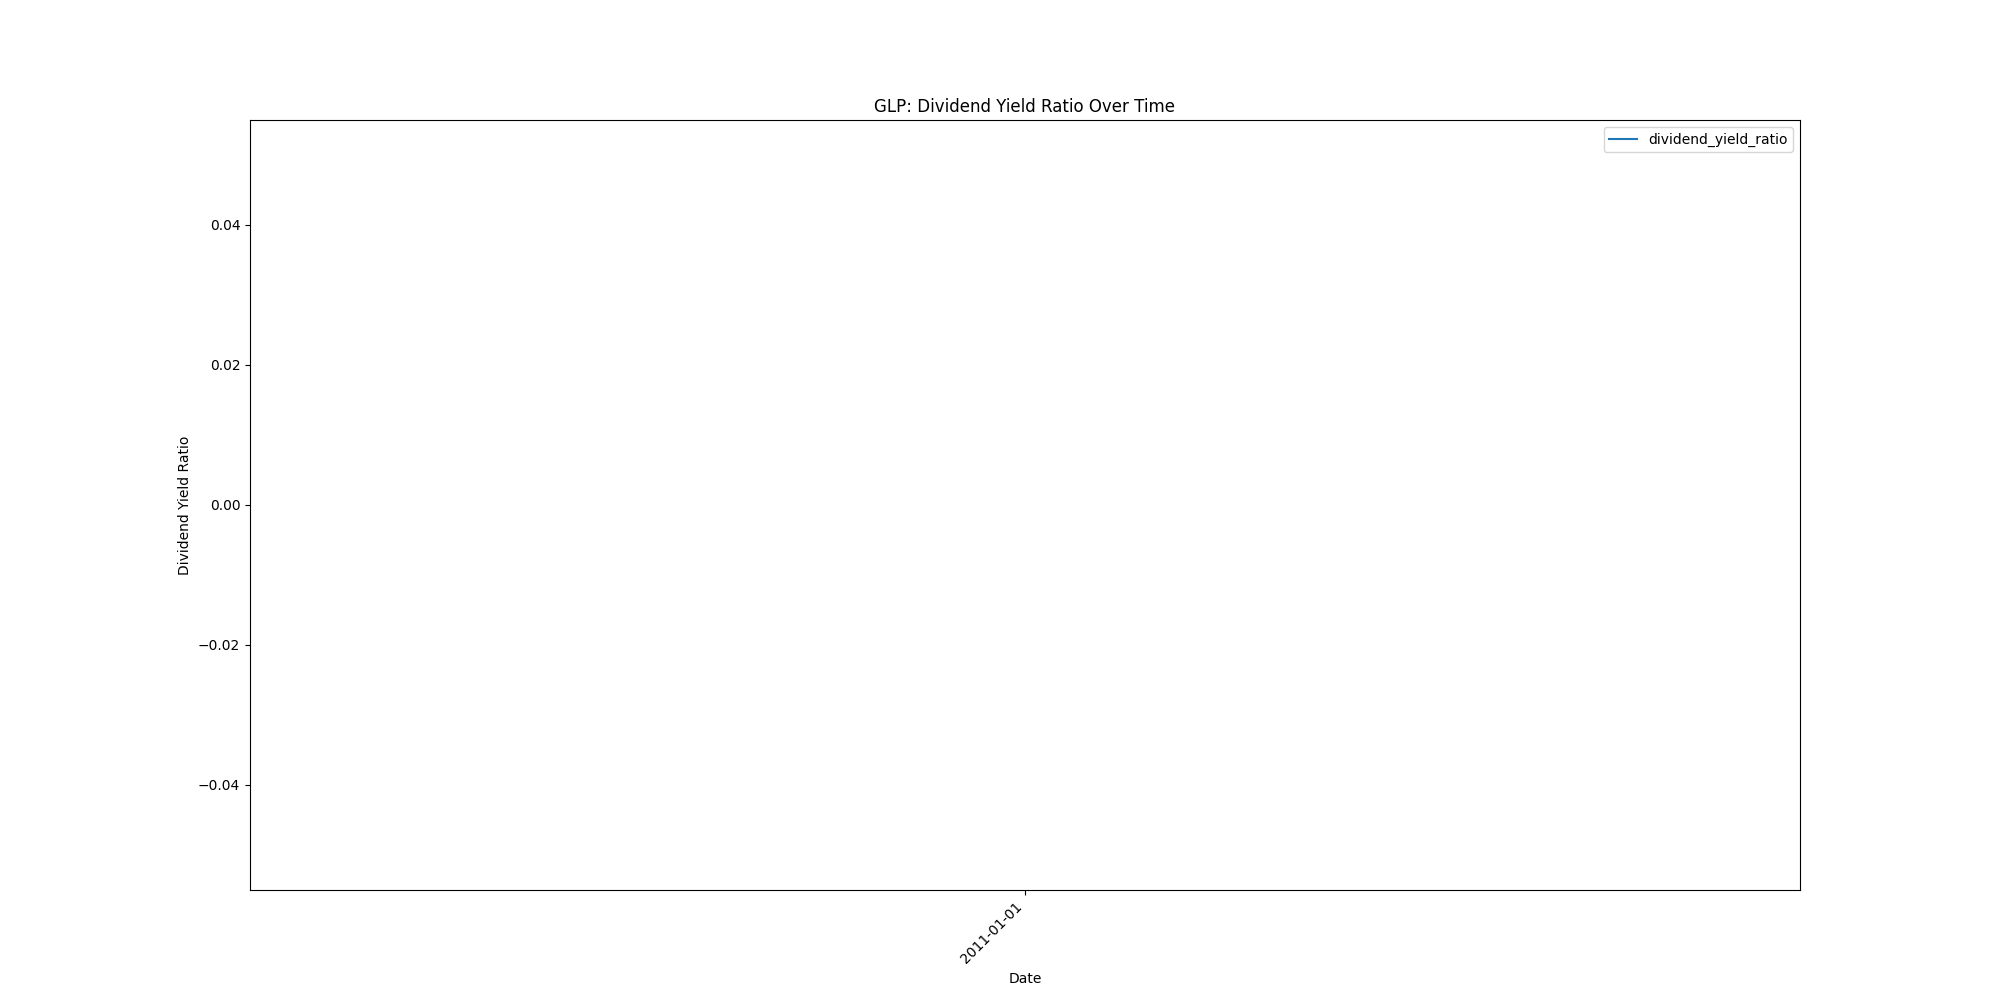 GLP: Dividend Yield Ratio Over Time
dividend_yield_ratio
0.04
0.02
0.00
−0.02
−0.04
Dividend Yield Ratio
2011-01-01
Date